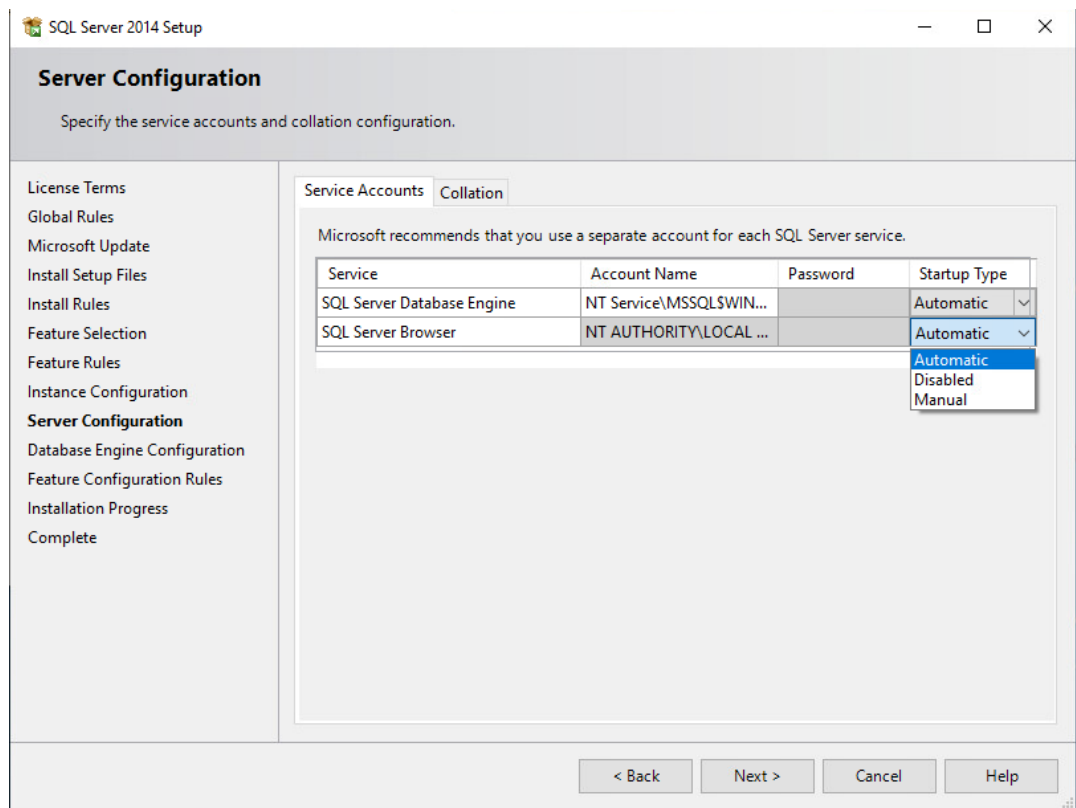 SQL Server 2014 Setup
Server Configuration
Specify the service accounts and collation configuration.
License Terms
Global Rules
Microsoft Update
Install Setup Files
Install Rules
Feature Selection
Feature Rules
Instance Configuration
Server Configuration
Database Engine Configuration
Feature Configuration Rules
Installation Progress
Complete
Service Accounts Collation
Microsoft recommends that you use a separate account for each SQL Server service.
Service Account Name Password Startup Type
SQL Server Database Engine NT Service\MSSQL$WIN... Automatic
SQL Server Browser NT AUTHORITY\LOCAL ... Automatic
Automatic
Disabled
Manual
< Back Next > Cancel Help